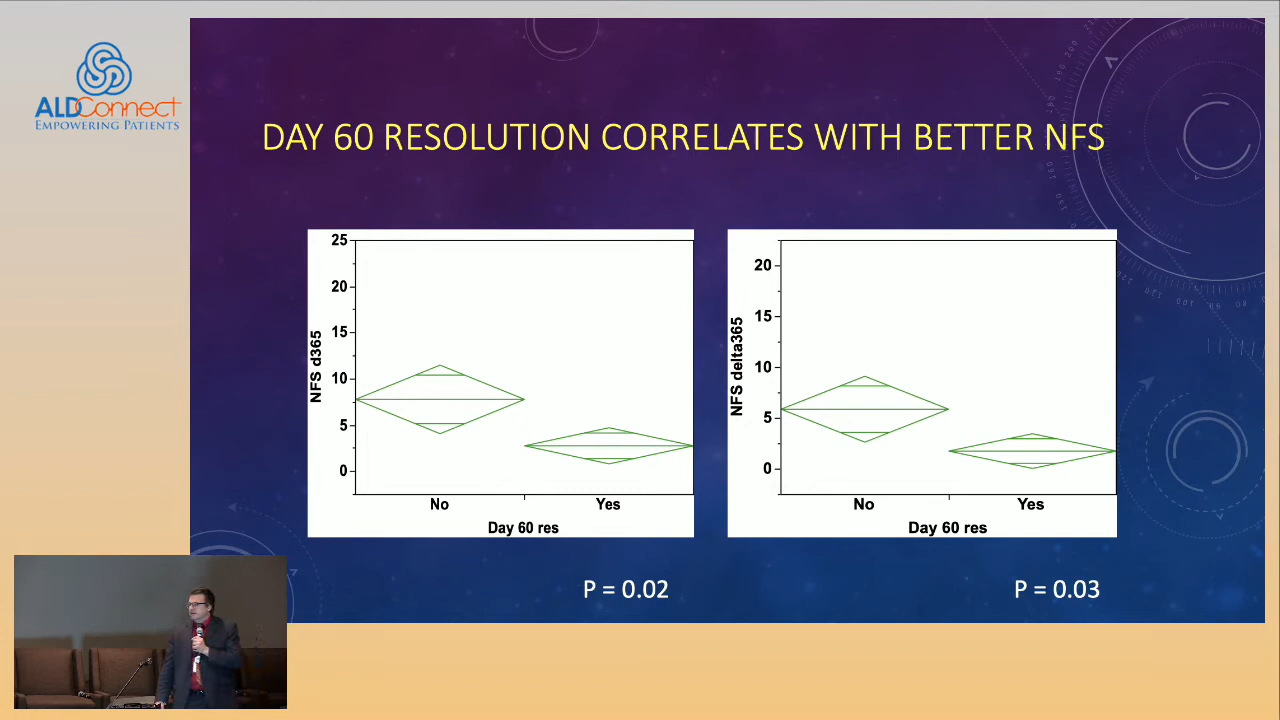 ALDConnect
EMPOWERING PATIENTS
DAY 60 RESOLUTION CORRELATES WITH BETTER NFS
NFS d365
25
20
15
10
5
0
No
Yes
Day 60 res
NFS delta365
20
15
10
5
0
No
Yes
Day 60 res
P = 0.02
P = 0.03